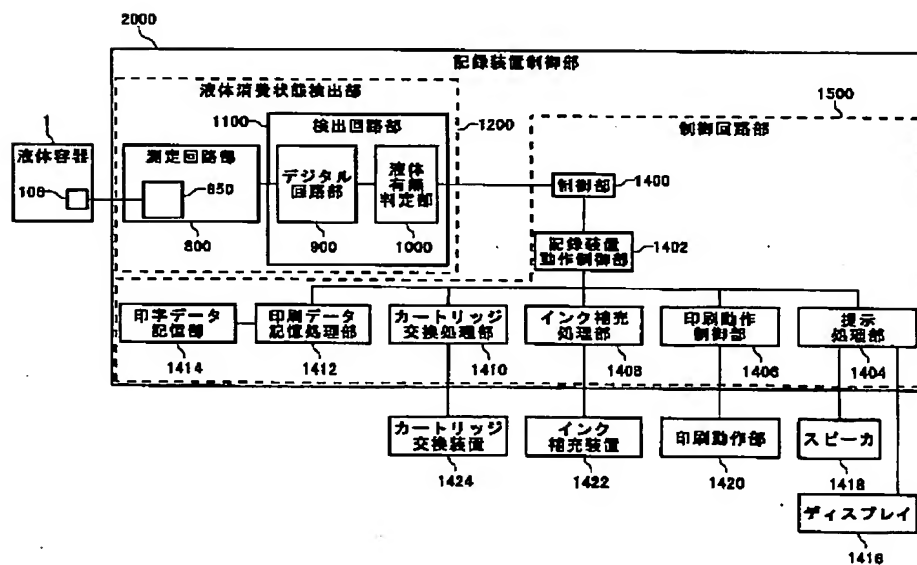 2000
記録装置制御部
液体消費状態検出部
1500
1
1100
検出回路部
1200
制御回路部
液体容器
測定回路部
デジタル
回路部
液体
有無
判定部
制御部
1400
108
850
800
900
1000
記録装置
動作制御部
1402
印字データ
記憶部
印刷データ
記憶処理部
カートリッジ
交換処理部
インク補充
処理部
印刷動作
制御部
提示
処理部
1414
1412
1410
1408
1406
1404
カートリッジ
交換装置
インク
補充装置
印刷動作部
スピーカ
1424
1422
1420
1418
ディスプレイ
1416